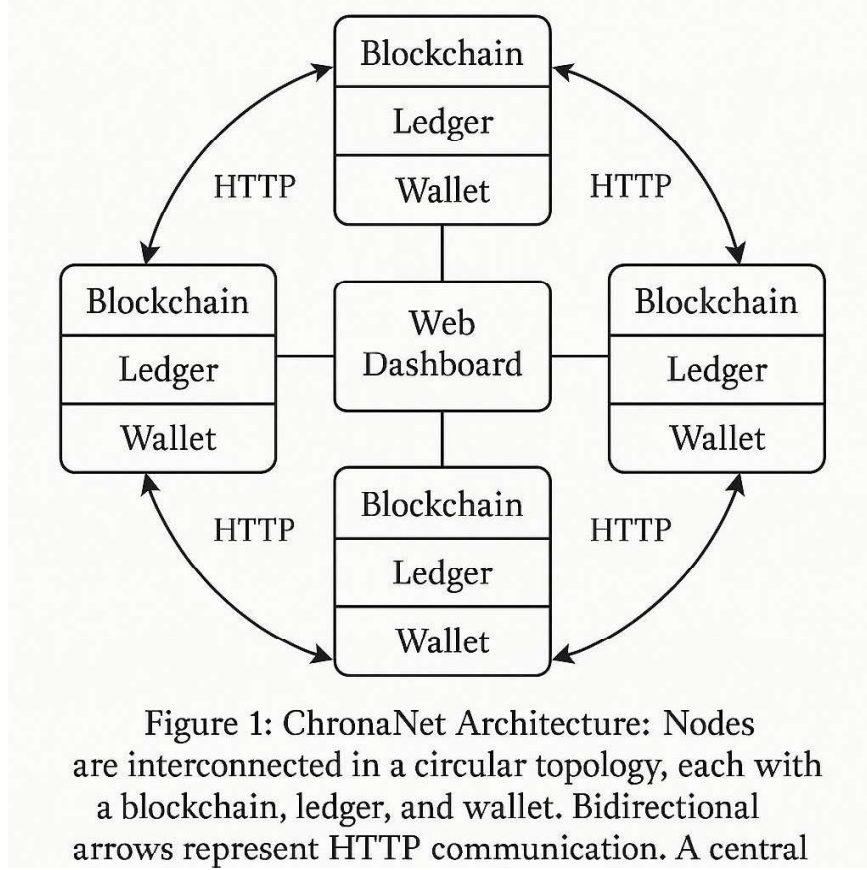 Blockchain
Ledger
Wallet
HTTP
HTTP
Blockchain
Ledger
Wallet
Web
Dashboard
Blockchain
Ledger
Wallet
HTTP
HTTP
Blockchain
Ledger
Wallet
Figure 1: ChronaNet Architecture: Nodes
are interconnected in a circular topology, each with
a blockchain, ledger, and wallet. Bidirectional
arrows represent HTTP communication. A central